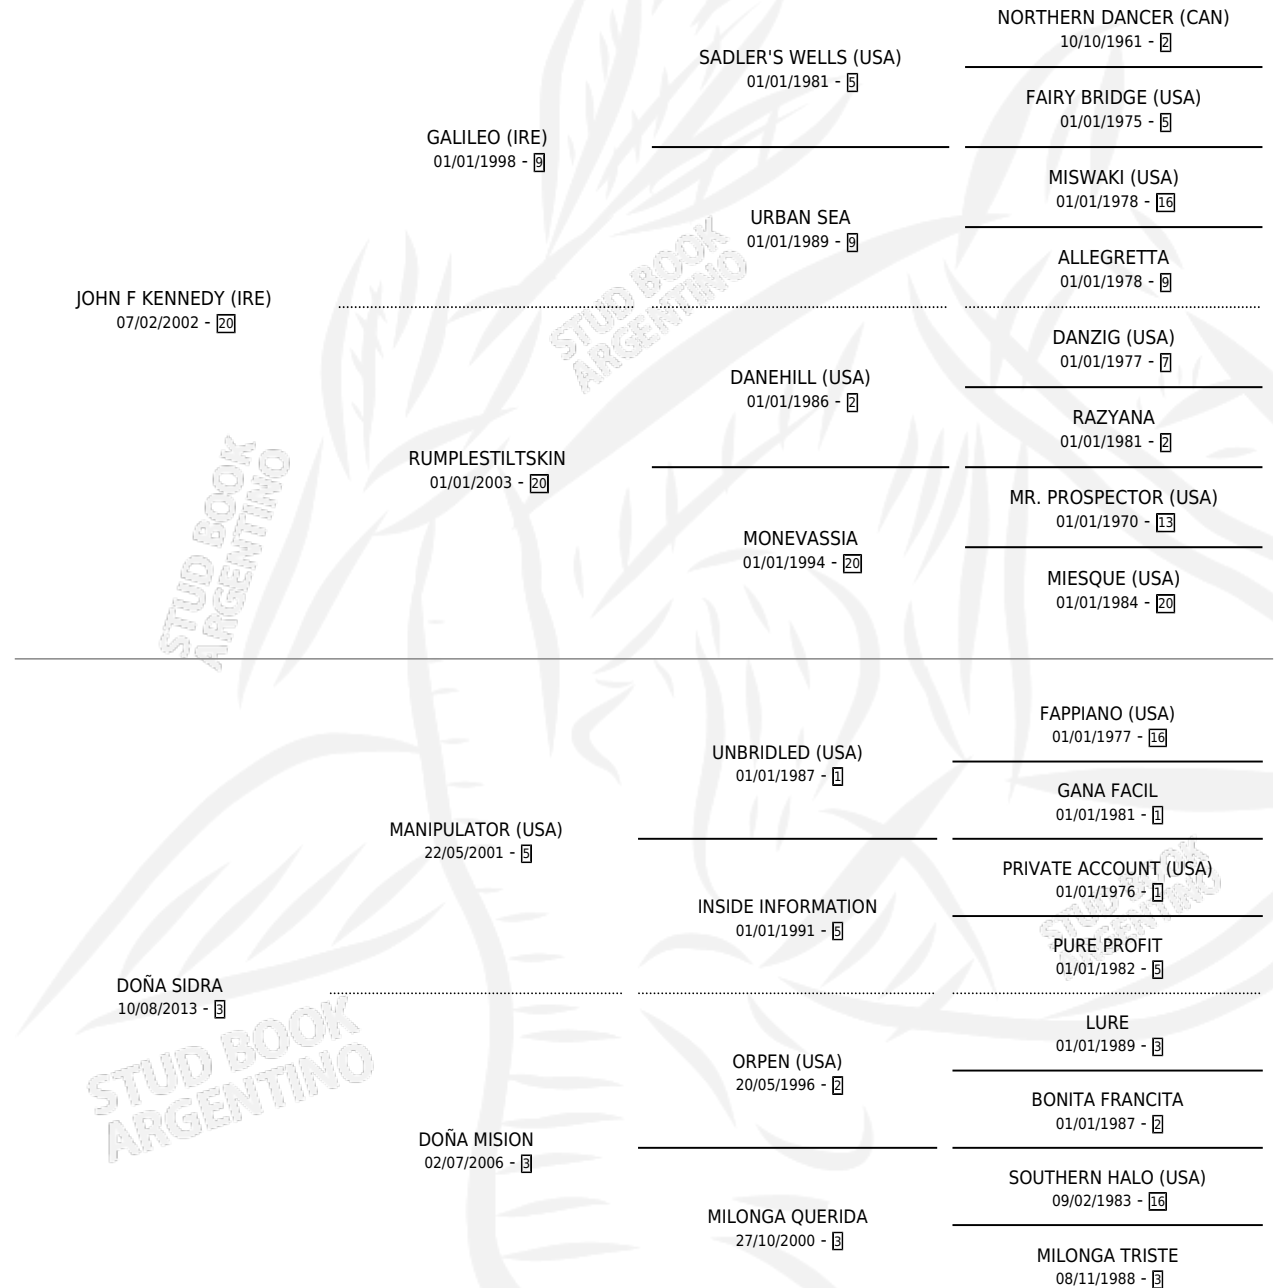 NORTHERN DANCER (CAN)
10/10/1961 - 2
SADLER'S WELLS (USA)
01/01/1981 - 5
FAIRY BRIDGE (USA)
01/01/1975 - 5
GALILEO (IRE)
01/01/1998 - 9
MISWAKI (USA)
01/01/1978 - 16
URBAN SEA
01/01/1989 - 9
ALLEGRETTA
01/01/1978 - 9
JOHN F KENNEDY (IRE)
07/02/2002 - 20
DANZIG (USA)
01/01/1977 - 7
DANEHILL (USA)
01/01/1986 - 2
RAZYANA
01/01/1981 - 2
RUMPLESTILTSKIN
01/01/2003 - 20
MR. PROSPECTOR (USA)
01/01/1970 - 13
MONEVASSIA
01/01/1994 - 20
MIESQUE (USA)
01/01/1984 - 20
FAPPIANO (USA)
01/01/1977 - 16
UNBRIDLED (USA)
01/01/1987 - 1
GANA FACIL
01/01/1981 - 1
MANIPULATOR (USA)
22/05/2001 - 5
PRIVATE ACCOUNT (USA)
01/01/1976 - 1
INSIDE INFORMATION
01/01/1991 - 5
PURE PROFIT
01/01/1982 - 5
DOÑA SIDRA
10/08/2013 - 3
LURE
01/01/1989 - 3
ORPEN (USA)
20/05/1996 - 2
BONITA FRANCITA
01/01/1987 - 2
DOÑA MISION
02/07/2006 - 3
SOUTHERN HALO (USA)
09/02/1983 - 16
MILONGA QUERIDA
27/10/2000 - 3
MILONGA TRISTE
08/11/1988 - 3
STUD BOOK
ARGENTINO
STUD BOOK
ARGENTINO
STUD BOOK
ARGENTINO
STUD BOOK
ARGENTINO